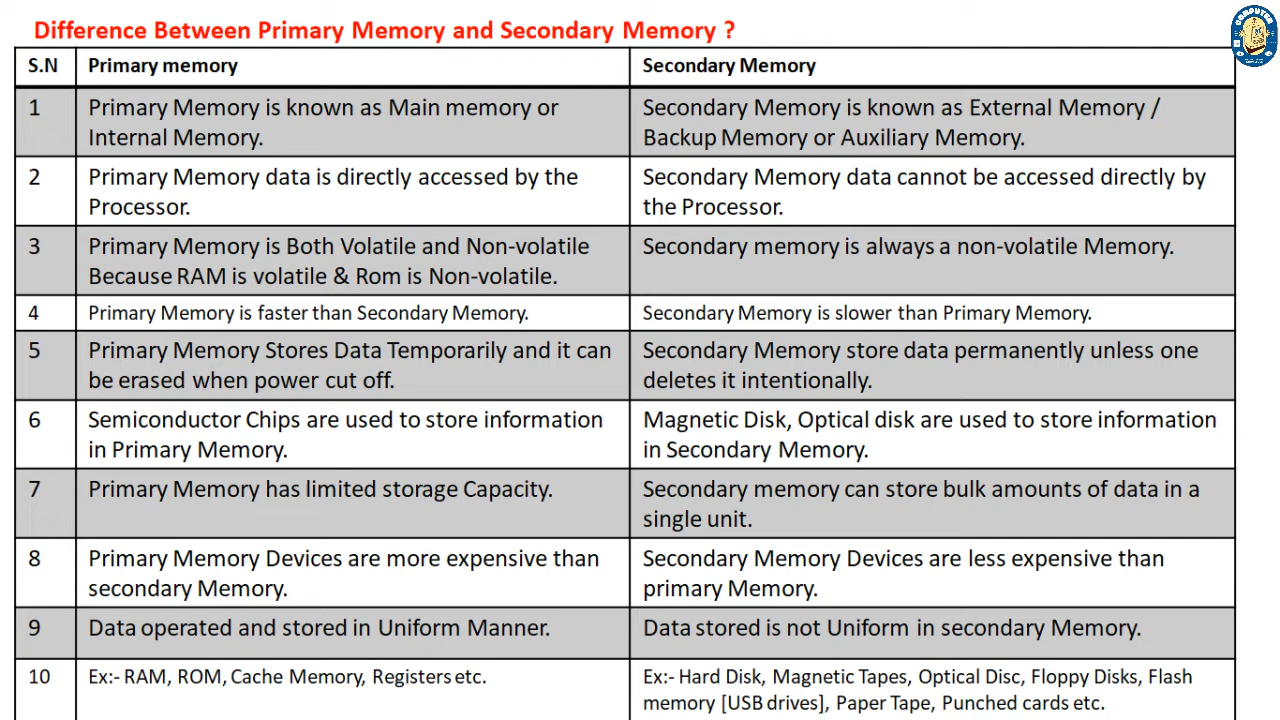 Difference Between Primary Memory and Secondary Memory ?
COMPUTER
S.N Primary memory Secondary Memory
1 Primary Memory is known as Main memory or Secondary Memory is known as External Memory /
Internal Memory. Backup Memory or Auxiliary Memory.
2 Primary Memory data is directly accessed by the Secondary Memory data cannot be accessed directly by
Processor. the Processor.
3 Primary Memory is Both Volatile and Non-volatile Secondary memory is always a non-volatile Memory.
Because RAM is volatile & Rom is Non-volatile.
4 Primary Memory is faster than Secondary Memory. Secondary Memory is slower than Primary Memory.
5 Primary Memory Stores Data Temporarily and it can Secondary Memory store data permanently unless one
be erased when power cut off. deletes it intentionally.
6 Semiconductor Chips are used to store information Magnetic Disk, Optical disk are used to store information
in Primary Memory. in Secondary Memory.
7 Primary Memory has limited storage Capacity. Secondary memory can store bulk amounts of data in a
single unit.
8 Primary Memory Devices are more expensive than Secondary Memory Devices are less expensive than
secondary Memory. primary Memory.
9 Data operated and stored in Uniform Manner. Data stored is not Uniform in secondary Memory.
10 Ex:- RAM, ROM, Cache Memory, Registers etc. Ex:- Hard Disk, Magnetic Tapes, Optical Disc, Floppy Disks, Flash
memory [USB drives], Paper Tape, Punched cards etc.